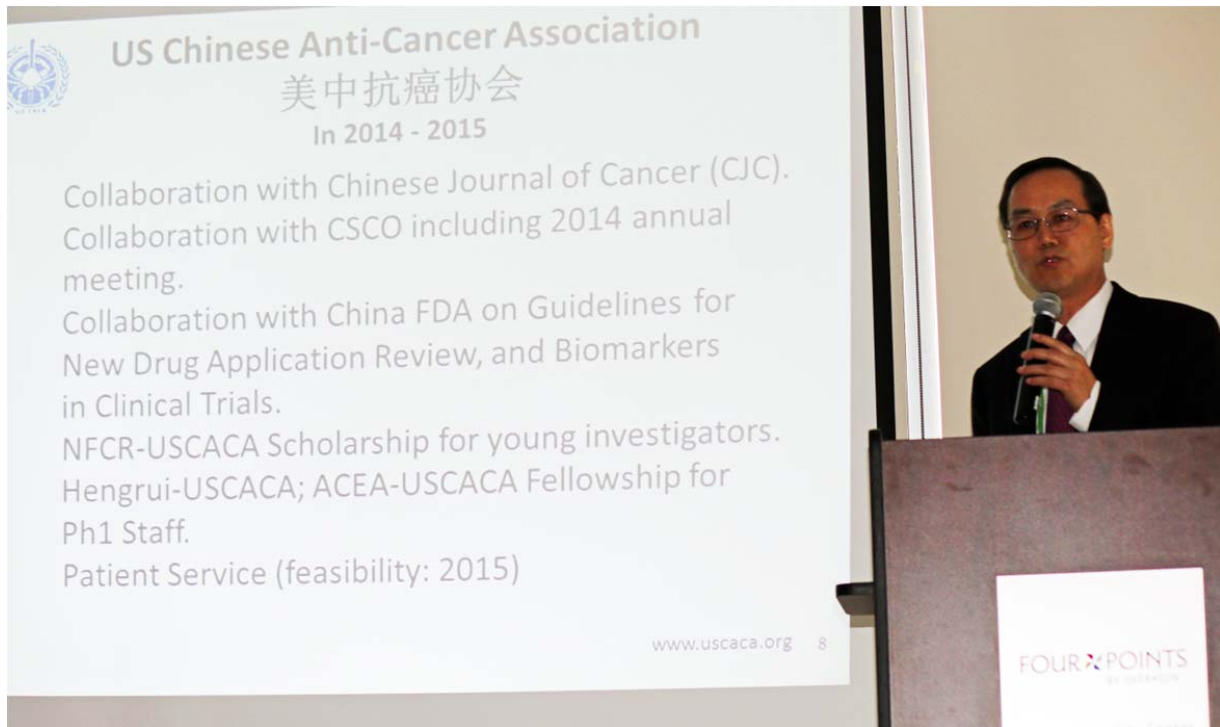 US Chinese Anti-Cancer Association
美中抗癌协会
In 2014 - 2015
Collaboration with Chinese Journal of Cancer (CJC).
Collaboration with CSCO including 2014 annual
meeting.
Collaboration with China FDA on Guidelines for
New Drug Application Review, and Biomarkers
in Clinical Trials.
NFCR-USCACA Scholarship for young investigators.
Hengrui-USCACA; ACEA-USCACA Fellowship for
Ph1 Staff.
Patient Service (feasibility: 2015)
www.uscaca.org 8
FOUR POINTS
BY SHERATON